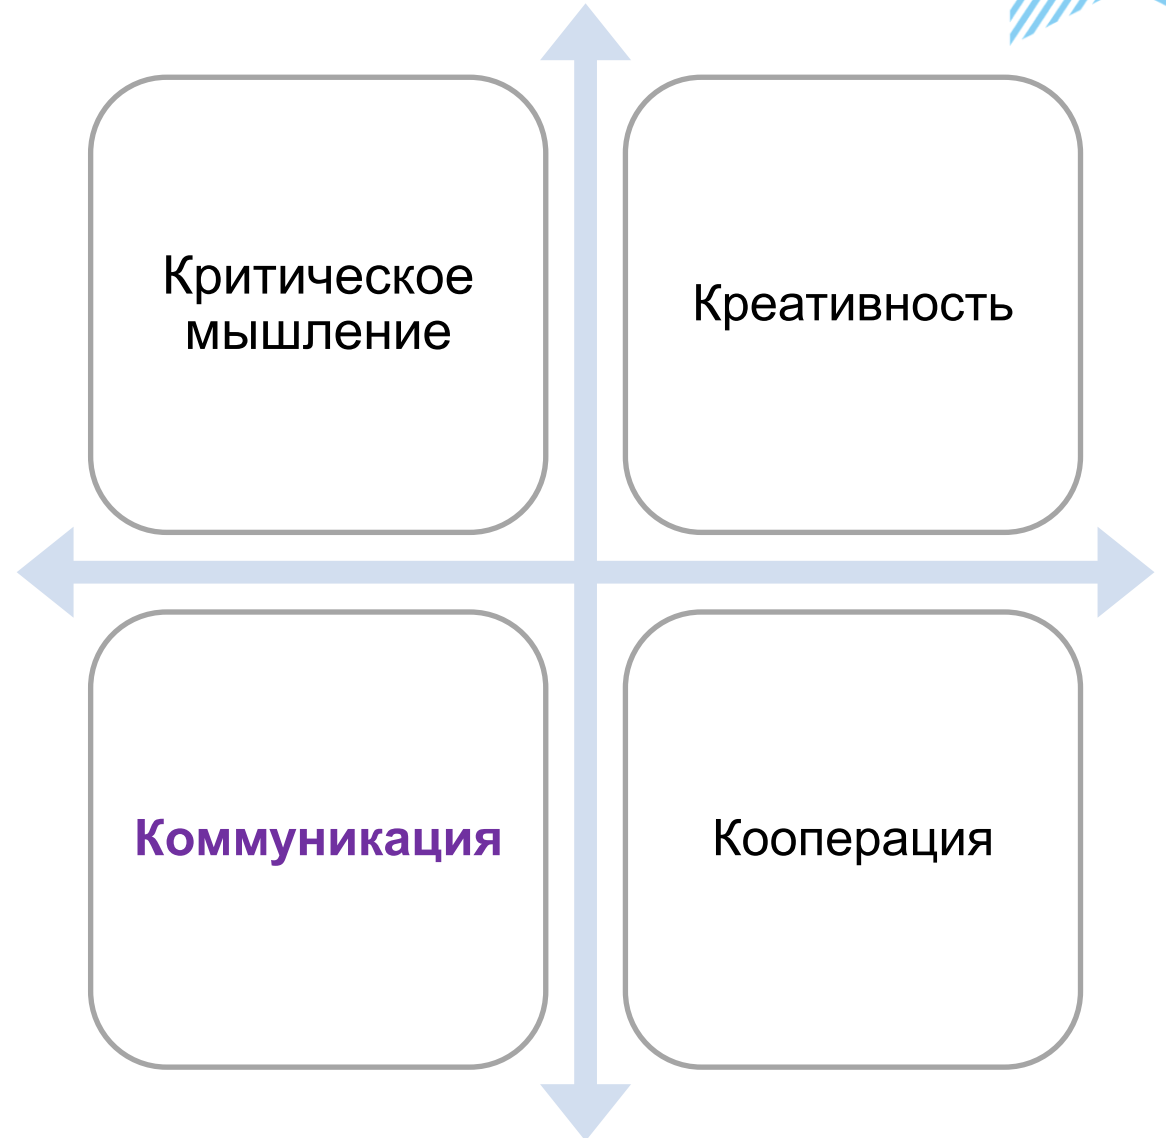 Критическое
мышление
Креативность
Коммуникация
Кооперация